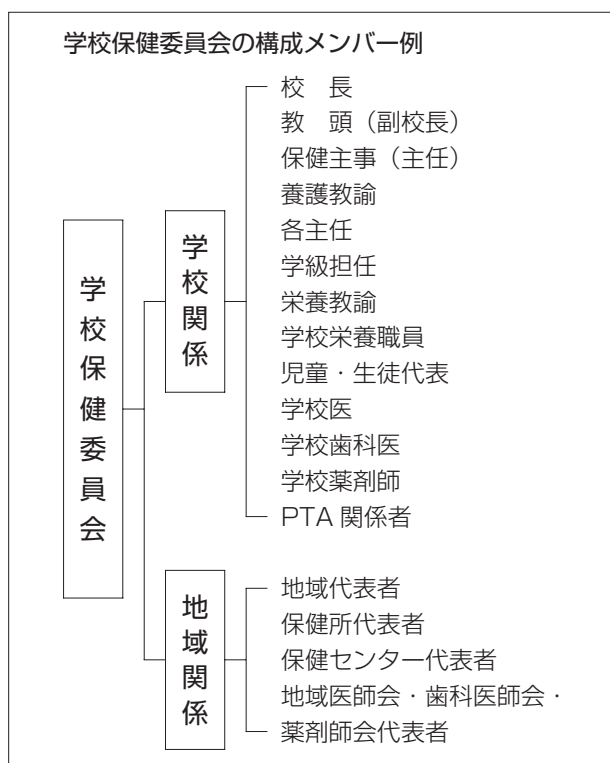 学校保健委員会の構成メンバー例
学校保健委員会
学校関係
校　長
教　頭（副校長）
保健主事（主任）
養護教諭
各主任
学級担任
栄養教諭
学校栄養職員
児童・生徒代表
学校医
学校歯科医
学校薬剤師
PTA 関係者
地域関係
地域代表者
保健所代表者
保健センター代表者
地域医師会・歯科医師会・
薬剤師会代表者